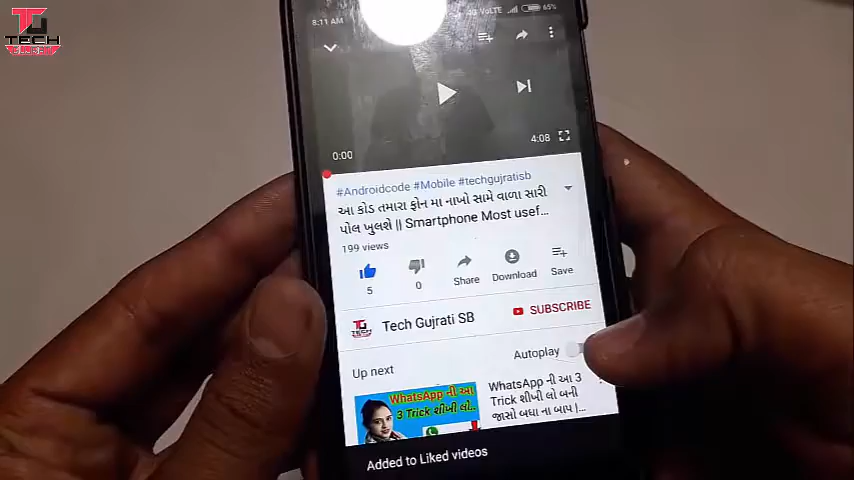 TECH
8:11 AM
VoLTE
65%
0:00
4:08
#Androidcode #Mobile #techgujratisb
આ કોડ તમારા ફોન મા નાખો સામે વાળા સારી
પોલ ખુલશે || Smartphone Most usef...
199 views
5
0
Share
Download
Save
Tech Gujrati SB
SUBSCRIBE
Up next
Autoplay
WhatsApp ની આ
3 Trick શીખી લો..
WhatsApp ની આ 3
Trick શીખી લો બની
જાસો બધા ના બાપ |...
Added to Liked videos